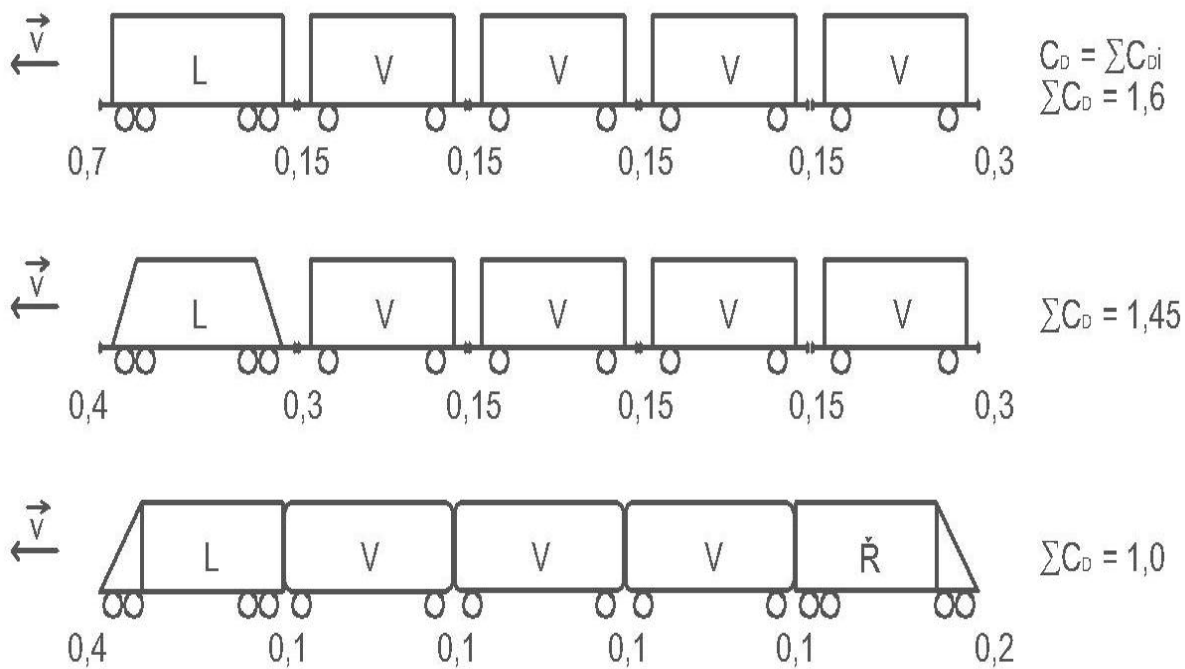 v L V V V V C_D = ∑C_Di
∑C_D = 1,6
0,7 0,15 0,15 0,15 0,15 0,3
v L V V V V ∑C_D = 1,45
0,4 0,3 0,15 0,15 0,15 0,3
v L V V V Ř ∑C_D = 1,0
0,4 0,1 0,1 0,1 0,1 0,2